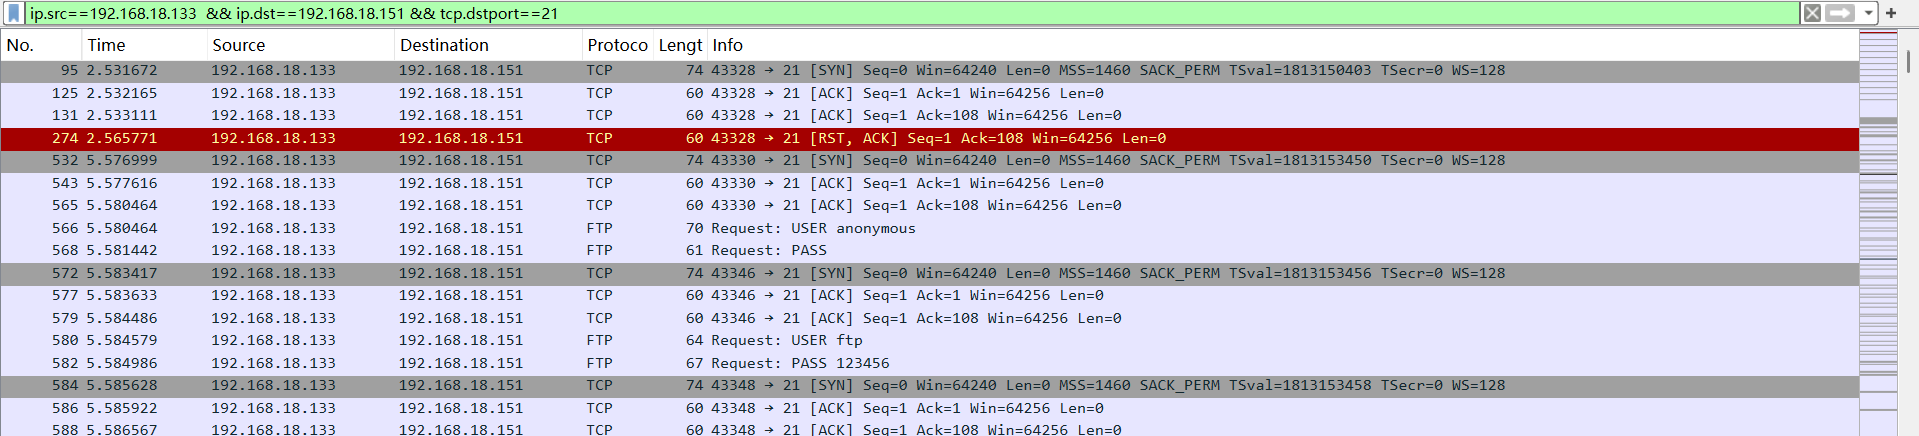 ip.src==192.168.18.133  && ip.dst==192.168.18.151 && tcp.dstport==21
No. Time Source Destination Protoco Lengt Info
95 2.531672 192.168.18.133 192.168.18.151 TCP 74 43328 → 21 [SYN] Seq=0 Win=64240 Len=0 MSS=1460 SACK_PERM TSval=1813150403 TSecr=0 WS=128
125 2.532165 192.168.18.133 192.168.18.151 TCP 60 43328 → 21 [ACK] Seq=1 Ack=1 Win=64256 Len=0
131 2.533111 192.168.18.133 192.168.18.151 TCP 60 43328 → 21 [ACK] Seq=1 Ack=108 Win=64256 Len=0
274 2.565771 192.168.18.133 192.168.18.151 TCP 60 43328 → 21 [RST, ACK] Seq=1 Ack=108 Win=64256 Len=0
532 5.576999 192.168.18.133 192.168.18.151 TCP 74 43330 → 21 [SYN] Seq=0 Win=64240 Len=0 MSS=1460 SACK_PERM TSval=1813153450 TSecr=0 WS=128
543 5.577616 192.168.18.133 192.168.18.151 TCP 60 43330 → 21 [ACK] Seq=1 Ack=1 Win=64256 Len=0
565 5.580464 192.168.18.133 192.168.18.151 TCP 60 43330 → 21 [ACK] Seq=1 Ack=108 Win=64256 Len=0
566 5.580464 192.168.18.133 192.168.18.151 FTP 70 Request: USER anonymous
568 5.581442 192.168.18.133 192.168.18.151 FTP 61 Request: PASS
572 5.583417 192.168.18.133 192.168.18.151 TCP 74 43346 → 21 [SYN] Seq=0 Win=64240 Len=0 MSS=1460 SACK_PERM TSval=1813153456 TSecr=0 WS=128
577 5.583633 192.168.18.133 192.168.18.151 TCP 60 43346 → 21 [ACK] Seq=1 Ack=1 Win=64256 Len=0
579 5.584486 192.168.18.133 192.168.18.151 TCP 60 43346 → 21 [ACK] Seq=1 Ack=108 Win=64256 Len=0
580 5.584579 192.168.18.133 192.168.18.151 FTP 64 Request: USER ftp
582 5.584986 192.168.18.133 192.168.18.151 FTP 67 Request: PASS 123456
584 5.585628 192.168.18.133 192.168.18.151 TCP 74 43348 → 21 [SYN] Seq=0 Win=64240 Len=0 MSS=1460 SACK_PERM TSval=1813153458 TSecr=0 WS=128
586 5.585922 192.168.18.133 192.168.18.151 TCP 60 43348 → 21 [ACK] Seq=1 Ack=1 Win=64256 Len=0
588 5.586567 192.168.18.133 192.168.18.151 TCP 60 43348 → 21 [ACK] Seq=1 Ack=108 Win=64256 Len=0